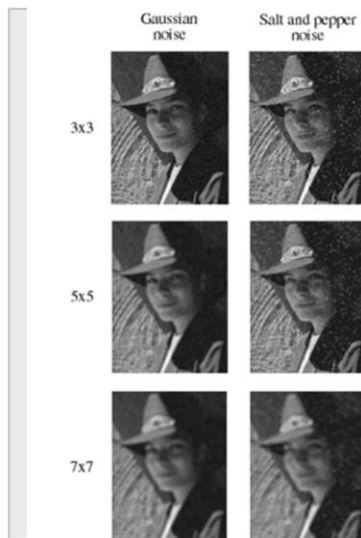 Gaussian
noise
Salt and pepper
noise
3x3
5x5
7x7